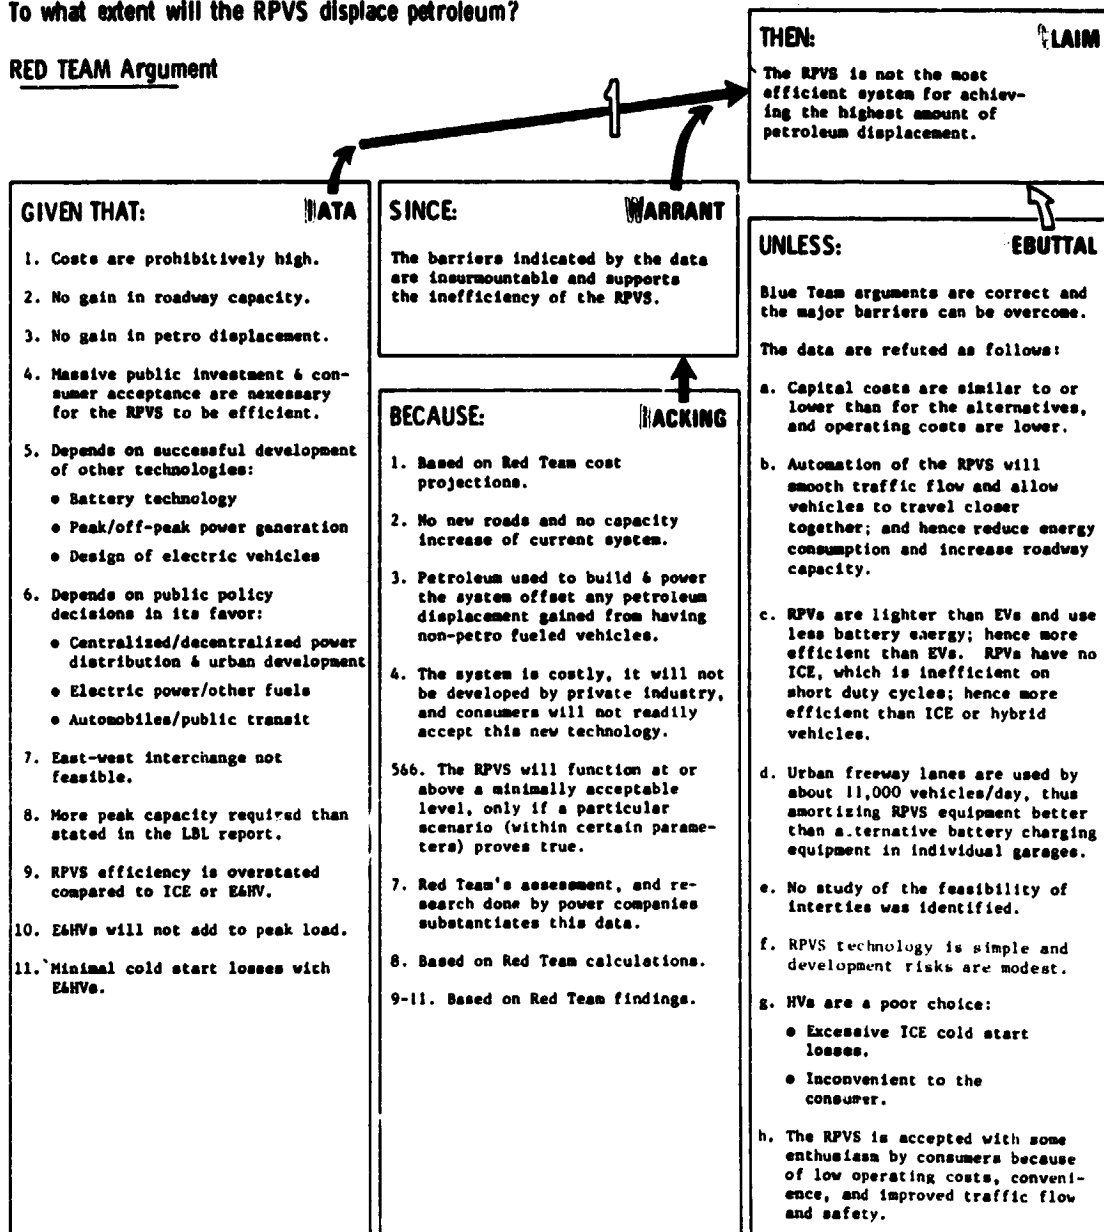 To what extent will the RPVS displace petroleum?
RED TEAM Argument
1
THEN:
CLAIM
The RPVS is not the most
efficient system for achiev-
ing the highest amount of
petroleum displacement.
GIVEN THAT:
DATA
1. Costs are prohibitively high.
2. No gain in roadway capacity.
3. No gain in petro displacement.
4. Massive public investment & con-
sumer acceptance are nexessary
for the RPVS to be efficient.
5. Depends on successful development
of other technologies:
• Battery technology
• Peak/off-peak power generation
• Design of electric vehicles
6. Depends on public policy
decisions in its favor:
• Centralized/decentralized power
distribution & urban development
• Electric power/other fuels
• Automobiles/public transit
7. East-west interchange not
feasible.
8. More peak capacity required than
stated in the LBL report.
9. RPVS efficiency is overstated
compared to ICE or E&HV.
10. E&HVs will not add to peak load.
11. Minimal cold start losses with
E&HVs.
SINCE:
WARRANT
The barriers indicated by the data
are insurmountable and supports
the inefficiency of the RPVS.
BECAUSE:
BACKING
1. Based on Red Team cost
projections.
2. No new roads and no capacity
increase of current system.
3. Petroleum used to build & power
the system offset any petroleum
displacement gained from having
non-petro fueled vehicles.
4. The system is costly, it will not
be developed by private industry,
and consumers will not readily
accept this new technology.
5&6. The RPVS will function at or
above a minimally acceptable
level, only if a particular
scenario (within certain parame-
ters) proves true.
7. Red Team's assessment, and re-
search done by power companies
substantiates this data.
8. Based on Red Team calculations.
9-11. Based on Red Team findings.
UNLESS:
REBUTTAL
Blue Team arguments are correct and
the major barriers can be overcome.
The data are refuted as follows:
a. Capital costs are similar to or
lower than for the alternatives,
and operating costs are lower.
b. Automation of the RPVS will
smooth traffic flow and allow
vehicles to travel closer
together; and hence reduce energy
consumption and increase roadway
capacity.
c. RPVs are lighter than EVs and use
less battery energy; hence more
efficient than EVs. RPVs have no
ICE, which is inefficient on
short duty cycles; hence more
efficient than ICE or hybrid
vehicles.
d. Urban freeway lanes are used by
about 11,000 vehicles/day, thus
amortizing RPVS equipment better
than alternative battery charging
equipment in individual garages.
e. No study of the feasibility of
interties was identified.
f. RPVS technology is simple and
development risks are modest.
g. HVs are a poor choice:
• Excessive ICE cold start
losses.
• Inconvenient to the
consumer.
h. The RPVS is accepted with some
enthusiasm by consumers because
of low operating costs, conveni-
ence, and improved traffic flow
and safety.